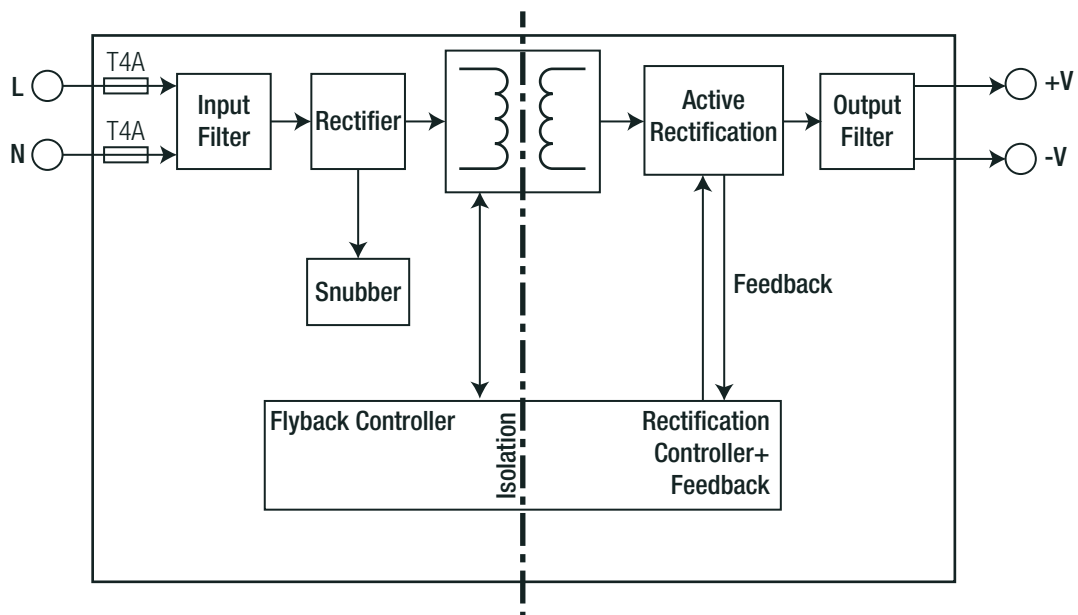 T4A
L
T4A
N
Input
Filter
Rectifier
Active
Rectification
Output
Filter
+V
-V
Snubber
Feedback
Flyback Controller
Isolation
Rectification
Controller+
Feedback